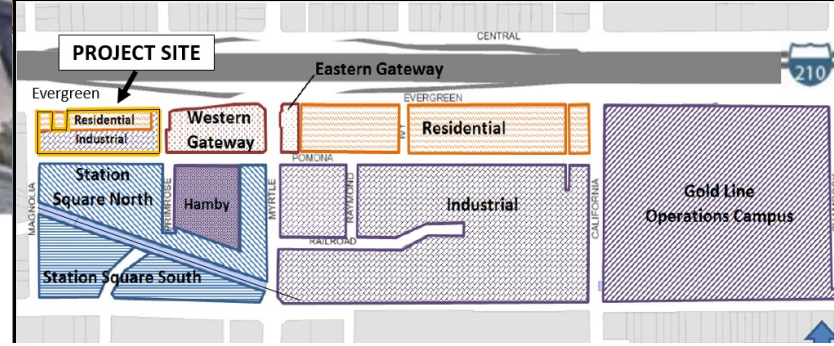 CENTRAL
PROJECT SITE
210
Eastern Gateway
Evergreen
EVERGREEN
Residential
Industrial
Western
Gateway
IVY
Residential
POMONA
Station
Square North
PRIMROSE
Hamby
MYRTLE
RAYMOND
Industrial
CALIFORNIA
Gold Line
Operations Campus
MAGNOLIA
RAILROAD
Station Square South